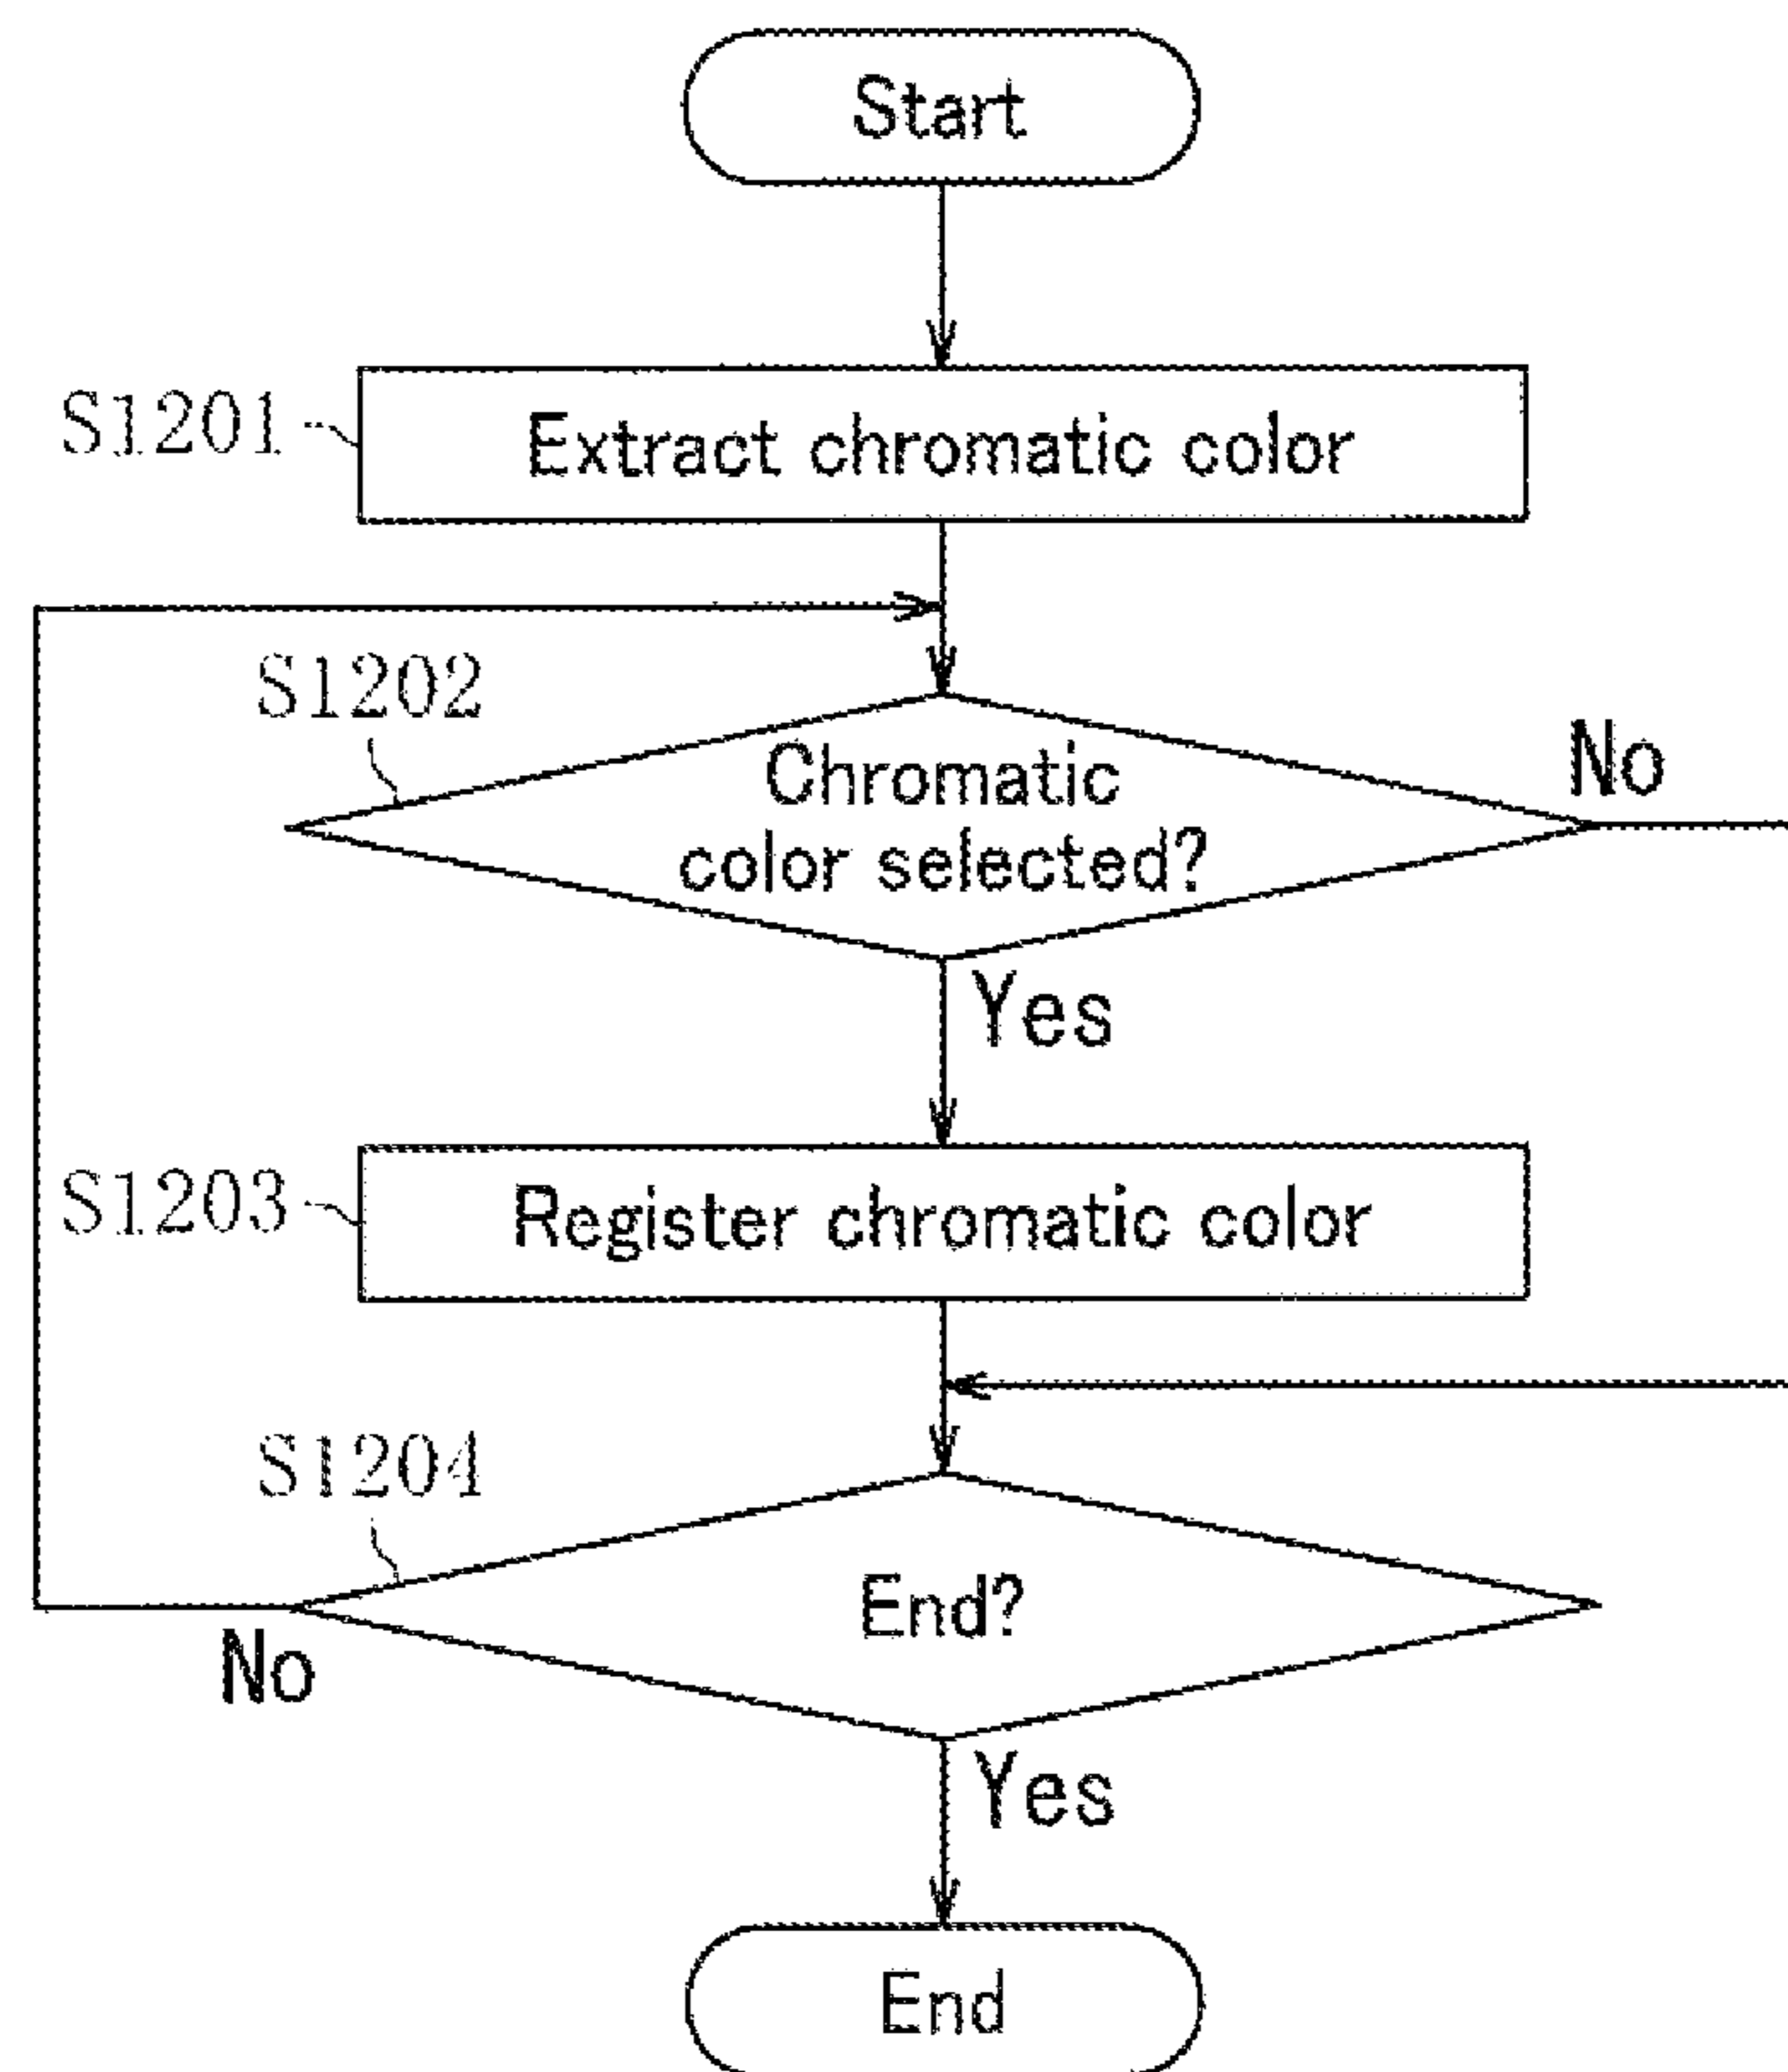 Start
S1201
Extract chromatic color
S1202
Chromatic
color selected?
No
Yes
S1203
Register chromatic color
S1204
End?
No
Yes
End